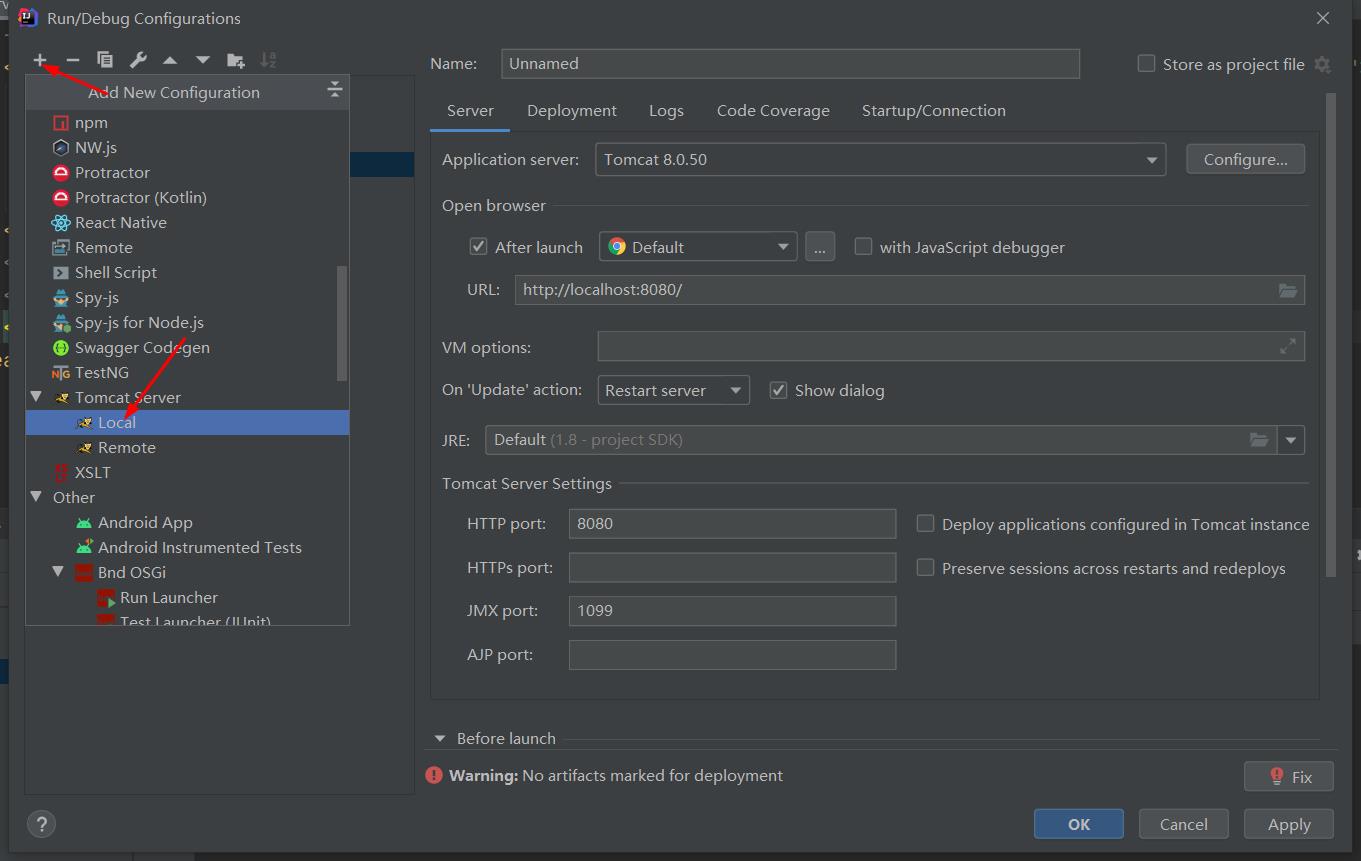 Run/Debug Configurations
Add New Configuration
npm
NW.js
Protractor
Protractor (Kotlin)
React Native
Remote
Shell Script
Spy-js
Spy-js for Node.js
Swagger Codegen
TestNG
Tomcat Server
Local
Remote
XSLT
Other
Android App
Android Instrumented Tests
Bnd OSGi
Run Launcher
Test Launcher (JUnit)
Name: Unnamed
Store as project file
Server Deployment Logs Code Coverage Startup/Connection
Application server: Tomcat 8.0.50 Configure...
Open browser
After launch Default ... with JavaScript debugger
URL: http://localhost:8080/
VM options:
On 'Update' action: Restart server Show dialog
JRE: Default (1.8 - project SDK)
Tomcat Server Settings
HTTP port: 8080 Deploy applications configured in Tomcat instance
HTTPs port: Preserve sessions across restarts and redeploys
JMX port: 1099
AJP port:
Before launch
Warning: No artifacts marked for deployment Fix
? OK Cancel Apply